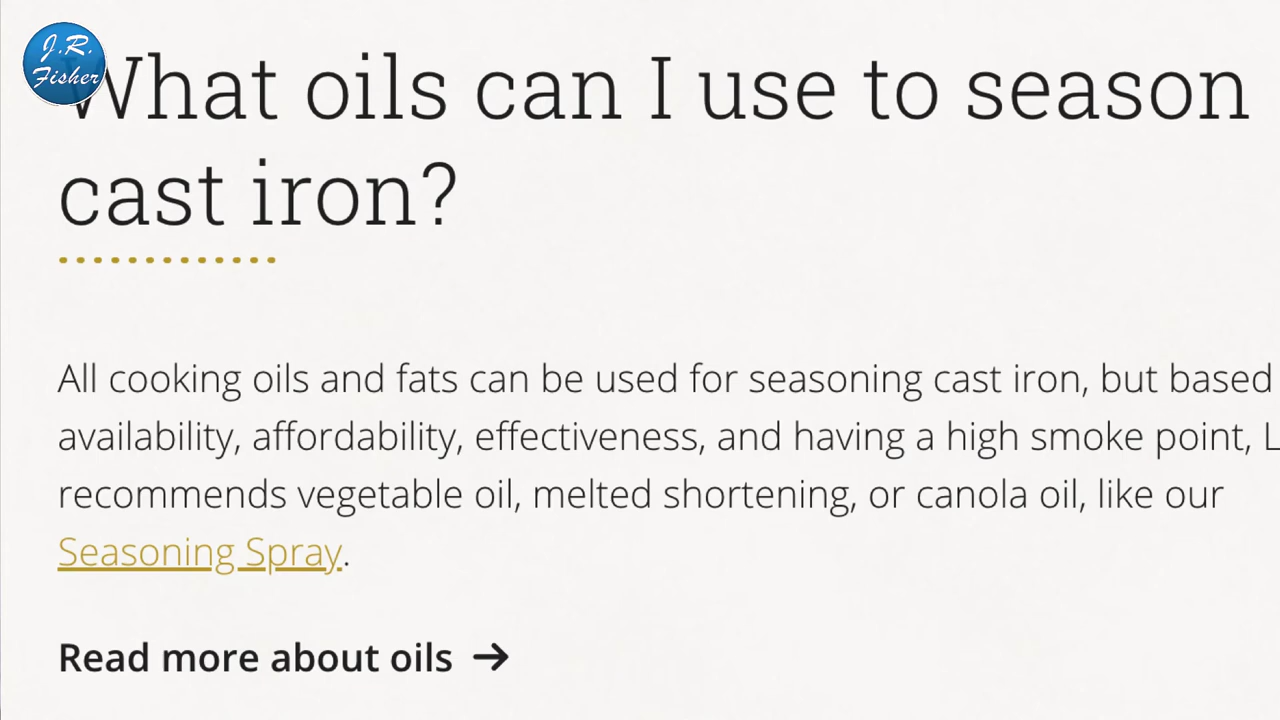 J.R.
Fisher
What oils can I use to season
cast iron?
All cooking oils and fats can be used for seasoning cast iron, but based
availability, affordability, effectiveness, and having a high smoke point, L
recommends vegetable oil, melted shortening, or canola oil, like our
Seasoning Spray.
Read more about oils →